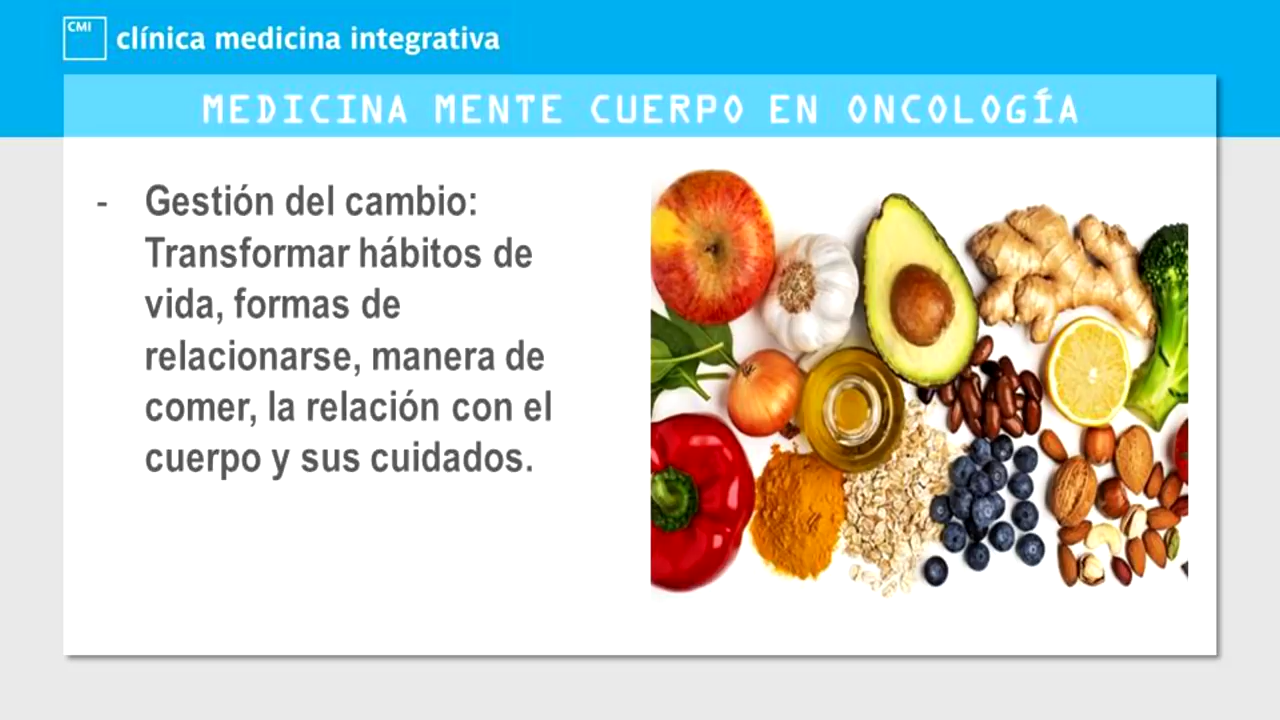 CMI
clínica medicina integrativa
MEDICINA MENTE CUERPO EN ONCOLOGÍA
- Gestión del cambio:
Transformar hábitos de
vida, formas de
relacionarse, manera de
comer, la relación con el
cuerpo y sus cuidados.